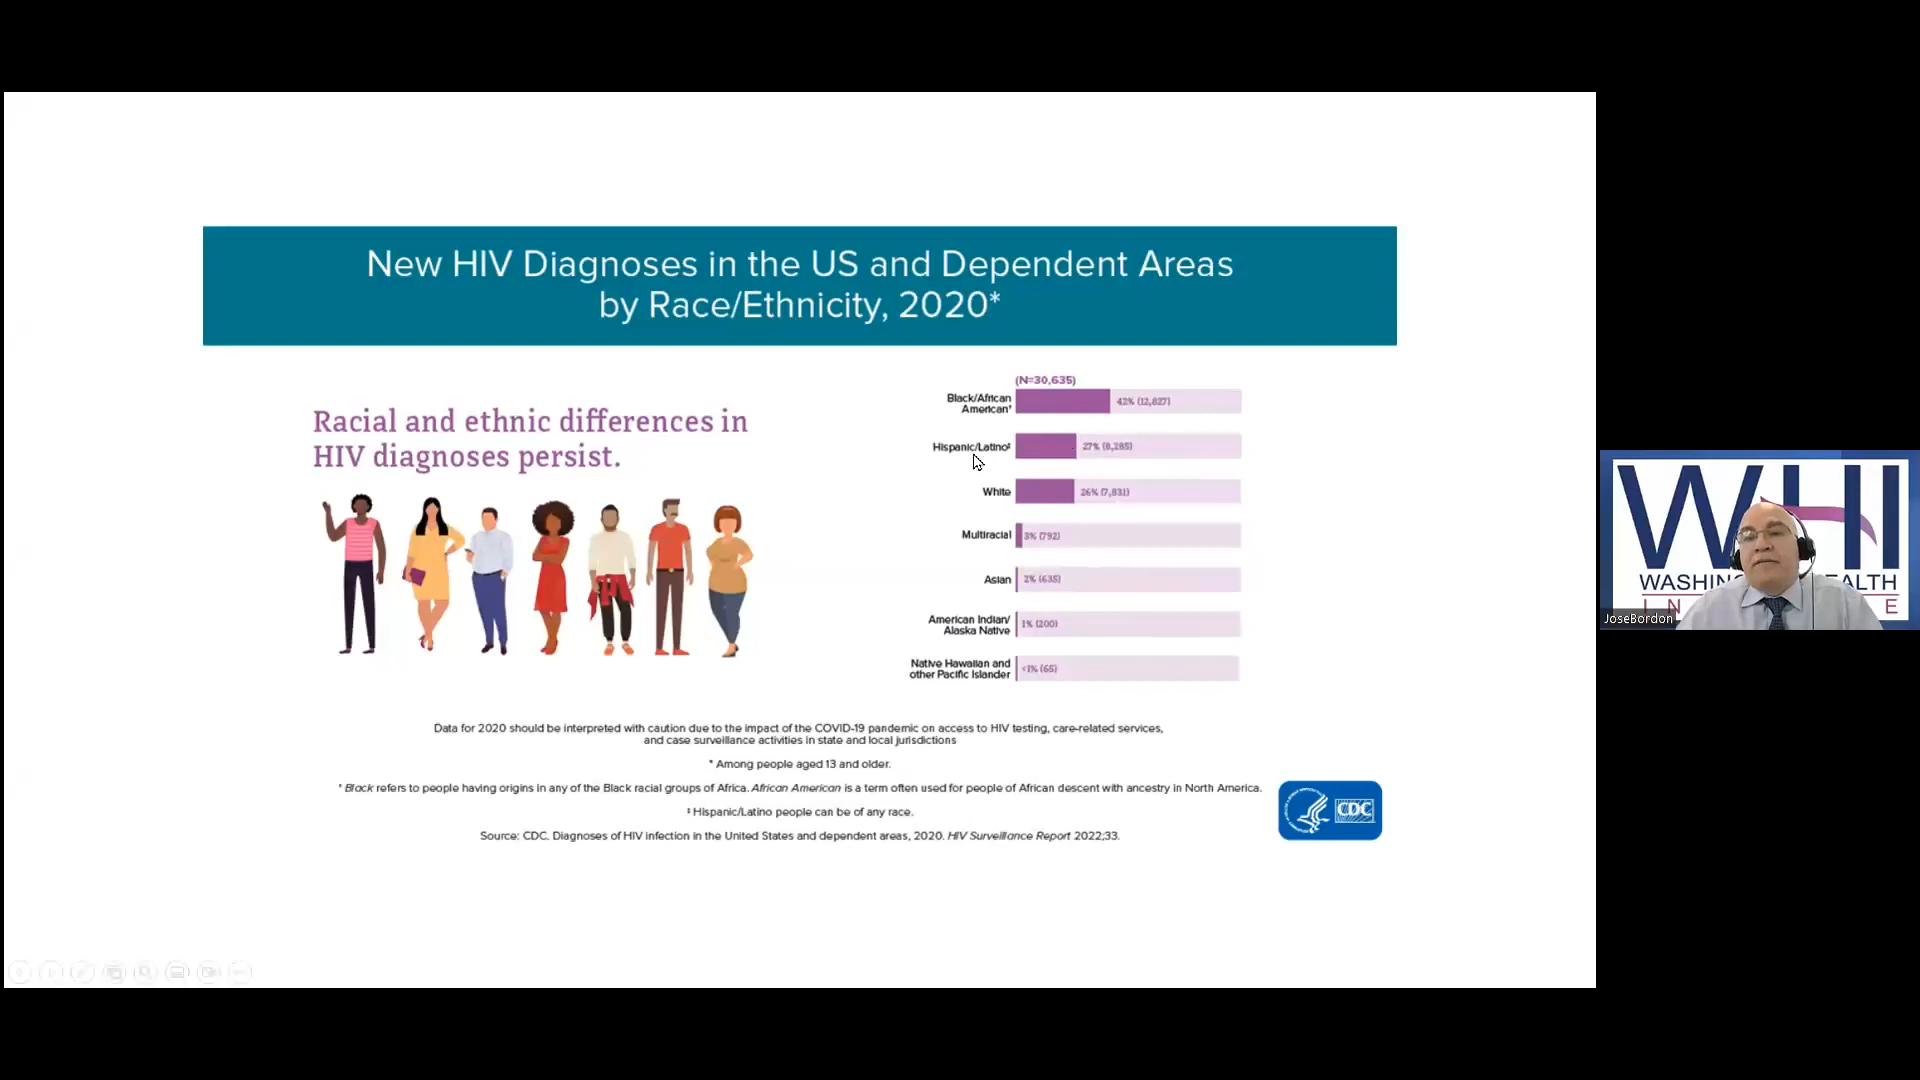 New HIV Diagnoses in the US and Dependent Areas
by Race/Ethnicity, 2020*
Racial and ethnic differences in
HIV diagnoses persist.
(N=30,635)
Black/African
American†
42% (12,827)
Hispanic/Latino‡
27% (8,285)
White
26% (7,831)
Multiracial
3% (792)
Asian
2% (635)
American Indian/
Alaska Native
1% (200)
Native Hawaiian and
other Pacific Islander
<1% (65)
Data for 2020 should be interpreted with caution due to the impact of the COVID-19 pandemic on access to HIV testing, care-related services,
and case surveillance activities in state and local jurisdictions
* Among people aged 13 and older.
† Black refers to people having origins in any of the Black racial groups of Africa. African American is a term often used for people of African descent with ancestry in North America.
‡ Hispanic/Latino people can be of any race.
Source: CDC. Diagnoses of HIV infection in the United States and dependent areas, 2020. HIV Surveillance Report 2022;33.
CDC
WHI
JoseBordon